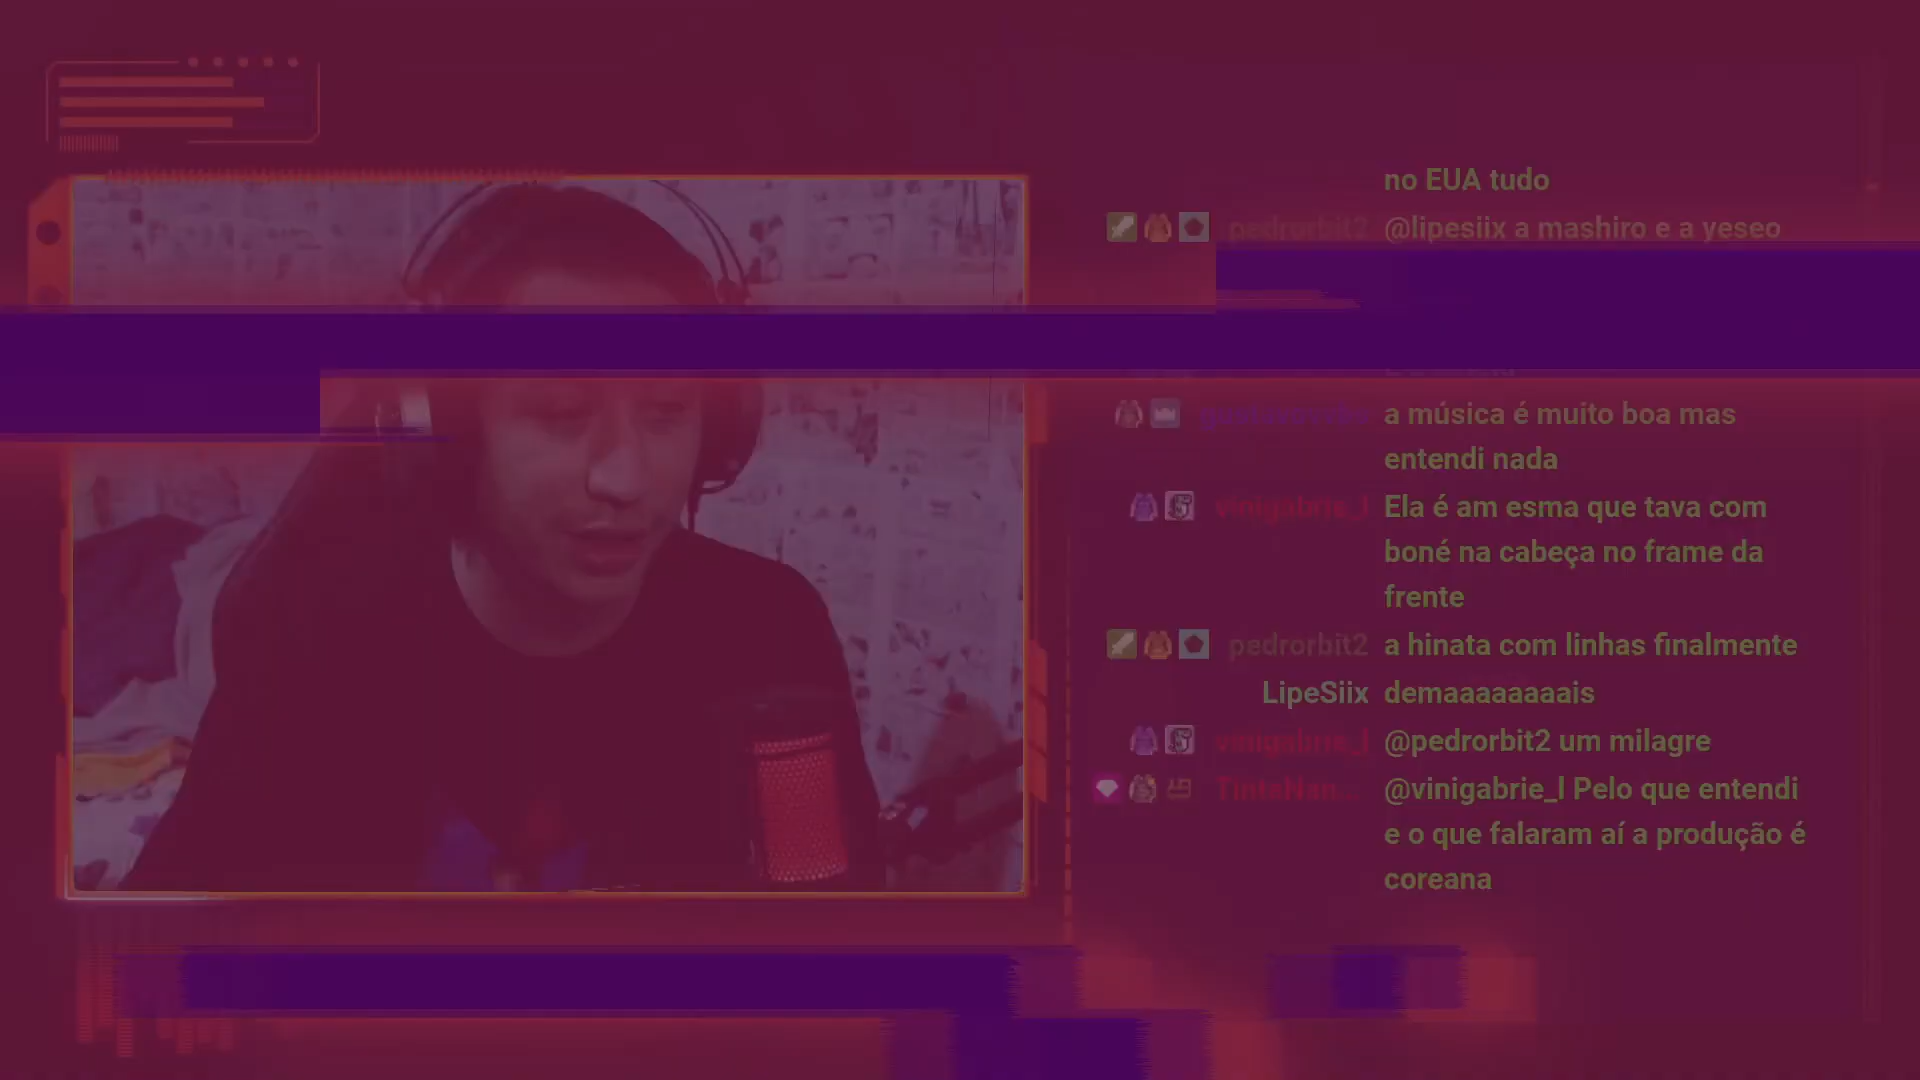 no EUA tudo
pedrorbit2 @lipesiix a mashiro e a yeseo
a música é muito boa mas
entendi nada
vinigabrie_l Ela é am esma que tava com
boné na cabeça no frame da
frente
pedrorbit2 a hinata com linhas finalmente
LipeSiix demaaaaaaaais
vinigabrie_l @pedrorbit2 um milagre
@vinigabrie_l Pelo que entendi
e o que falaram aí a produção é
coreana